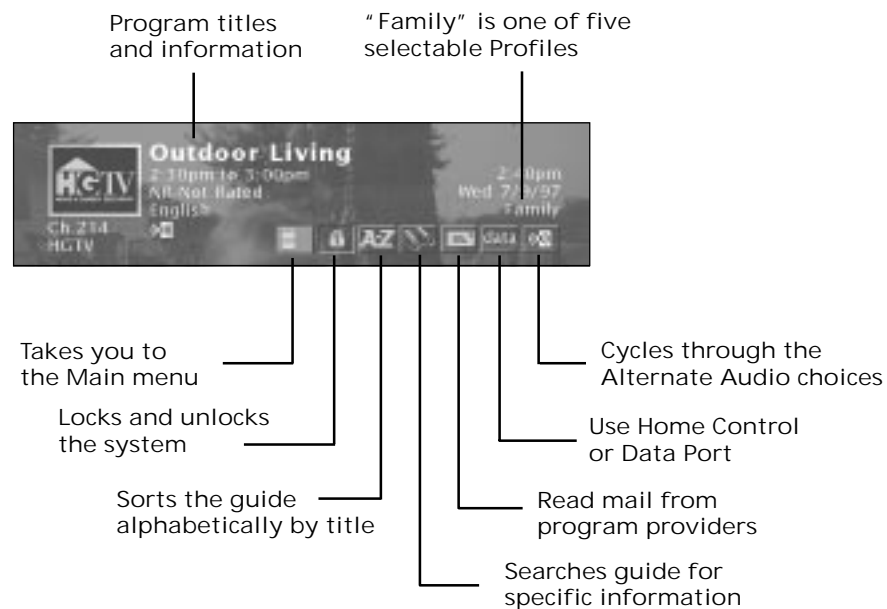 Program titles
and information
“Family” is one of five
selectable Profiles
HGTV
Outdoor Living
2:30pm to 3:00pm
NR-Not Rated
English
Ch.214
HGTV
2:40pm
Wed 7/9/97
Family
A-Z
data
Takes you to
the Main menu
Locks and unlocks
the system
Sorts the guide
alphabetically by title
Cycles through the
Alternate Audio choices
Use Home Control
or Data Port
Read mail from
program providers
Searches guide for
specific information